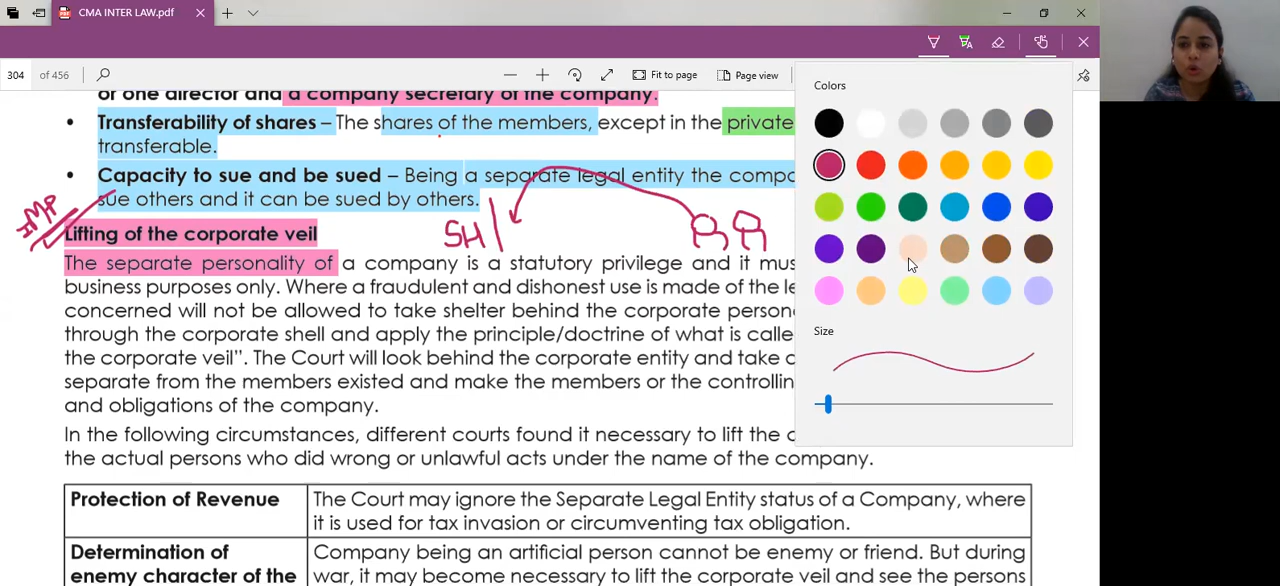 CMA INTER LAW.pdf
304 of 456
Fit to page
Page view
or one director and a company secretary of the company.
• Transferability of shares – The shares of the members, except in the private
transferable.
• Capacity to sue and be sued – Being a separate legal entity the compa
sue others and it can be sued by others.
IMP
SH
Lifting of the corporate veil
The separate personality of a company is a statutory privilege and it mus
business purposes only. Where a fraudulent and dishonest use is made of the le
concerned will not be allowed to take shelter behind the corporate person
through the corporate shell and apply the principle/doctrine of what is calle
the corporate veil”. The Court will look behind the corporate entity and take a
separate from the members existed and make the members or the controllin
and obligations of the company.
In the following circumstances, different courts found it necessary to lift the c
the actual persons who did wrong or unlawful acts under the name of the company.
Protection of Revenue
The Court may ignore the Separate Legal Entity status of a Company, where
it is used for tax invasion or circumventing tax obligation.
Determination of
enemy character of the
Company being an artificial person cannot be enemy or friend. But during
war, it may become necessary to lift the corporate veil and see the persons
Colors
Size